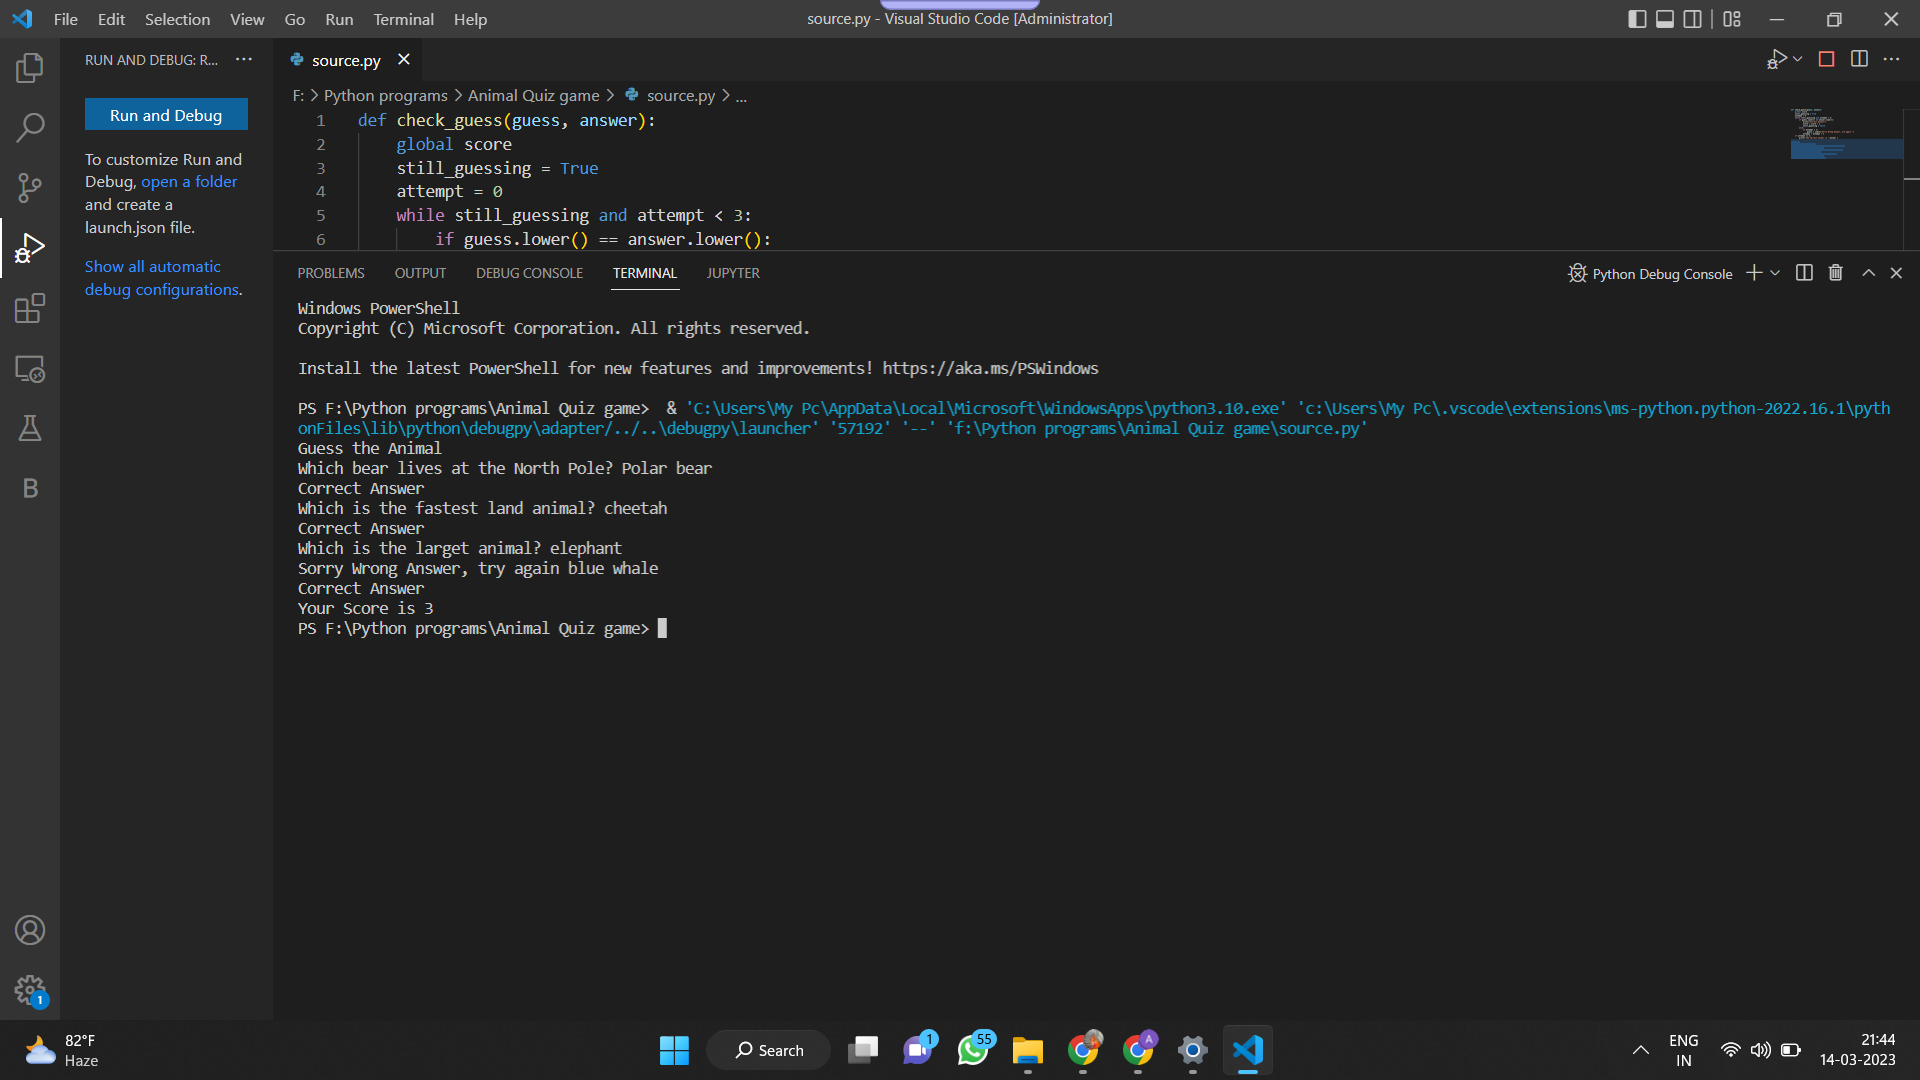 File Edit Selection View Go Run Terminal Help
source.py - Visual Studio Code [Administrator]
RUN AND DEBUG: R... ...
Run and Debug
To customize Run and
Debug, open a folder
and create a
launch.json file.
Show all automatic
debug configurations.
source.py
F: > Python programs > Animal Quiz game > source.py > ...
1 def check_guess(guess, answer):
2 global score
3 still_guessing = True
4 attempt = 0
5 while still_guessing and attempt < 3:
6 if guess.lower() == answer.lower():
PROBLEMS OUTPUT DEBUG CONSOLE TERMINAL JUPYTER
Python Debug Console
Windows PowerShell
Copyright (C) Microsoft Corporation. All rights reserved.
Install the latest PowerShell for new features and improvements! https://aka.ms/PSWindows
PS F:\Python programs\Animal Quiz game>  & 'C:\Users\My Pc\AppData\Local\Microsoft\WindowsApps\python3.10.exe' 'c:\Users\My Pc\.vscode\extensions\ms-python.python-2022.16.1\pyth
onFiles\lib\python\debugpy\adapter/../..\debugpy\launcher' '57192' '--' 'f:\Python programs\Animal Quiz game\source.py'
Guess the Animal
Which bear lives at the North Pole? Polar bear
Correct Answer
Which is the fastest land animal? cheetah
Correct Answer
Which is the larget animal? elephant
Sorry Wrong Answer, try again blue whale
Correct Answer
Your Score is 3
PS F:\Python programs\Animal Quiz game>
B
1
82°F
Haze
Search
1
55
A
ENG
IN
21:44
14-03-2023